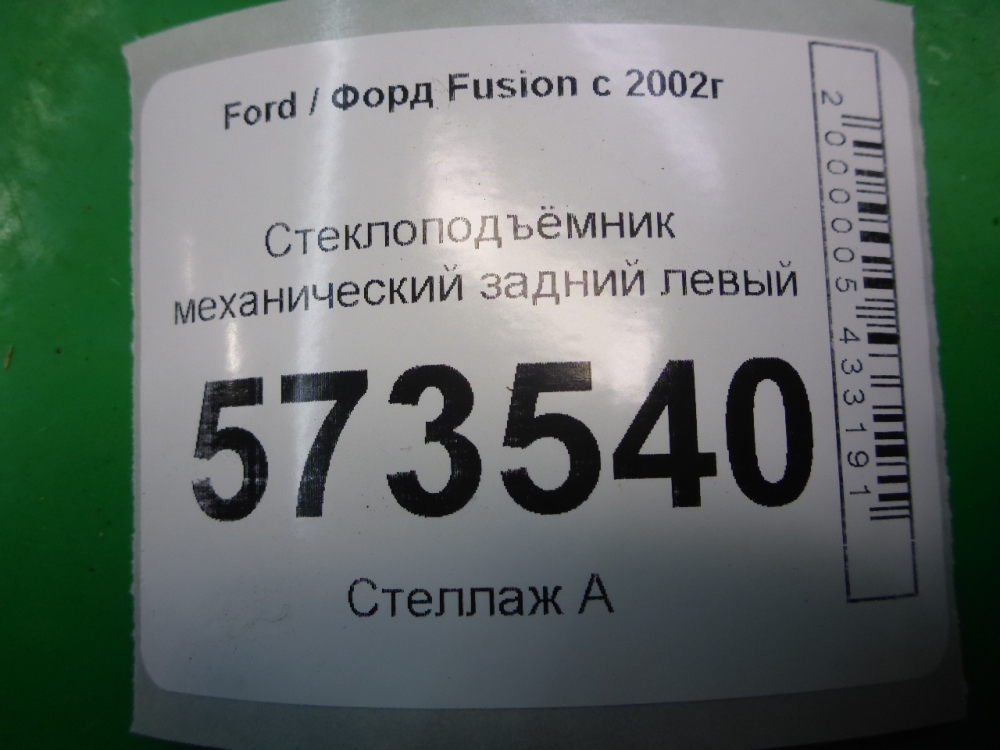 Ford / Форд Fusion с 2002г
Стеклоподъёмник
механический задний левый
573540
Стеллаж А
2000005433191